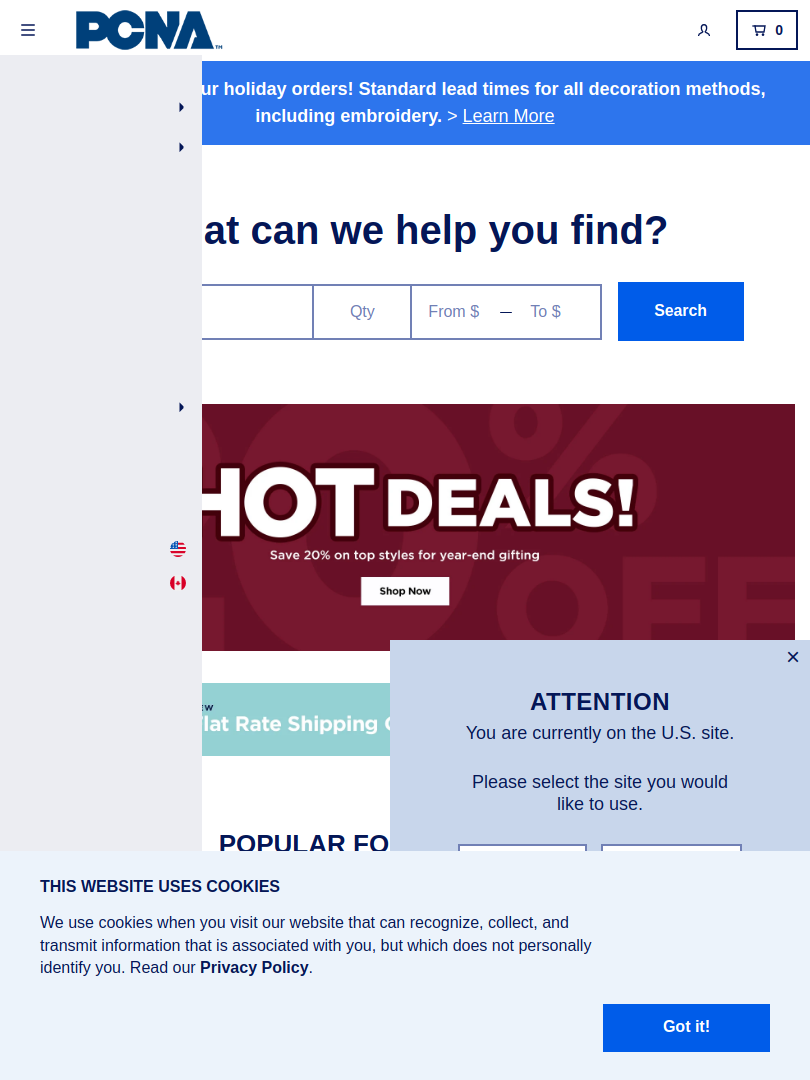 PCNA™
0
ur holiday orders! Standard lead times for all decoration methods,
including embroidery. > Learn More
at can we help you find?
Qty
From $ — To $
Search
% OFF
HOT DEALS!
Save 20% on top styles for year-end gifting
Shop Now
×
EW
Flat Rate Shipping
ATTENTION
You are currently on the U.S. site.
Please select the site you would
like to use.
POPULAR FO
THIS WEBSITE USES COOKIES
We use cookies when you visit our website that can recognize, collect, and
transmit information that is associated with you, but which does not personally
identify you. Read our Privacy Policy.
Got it!